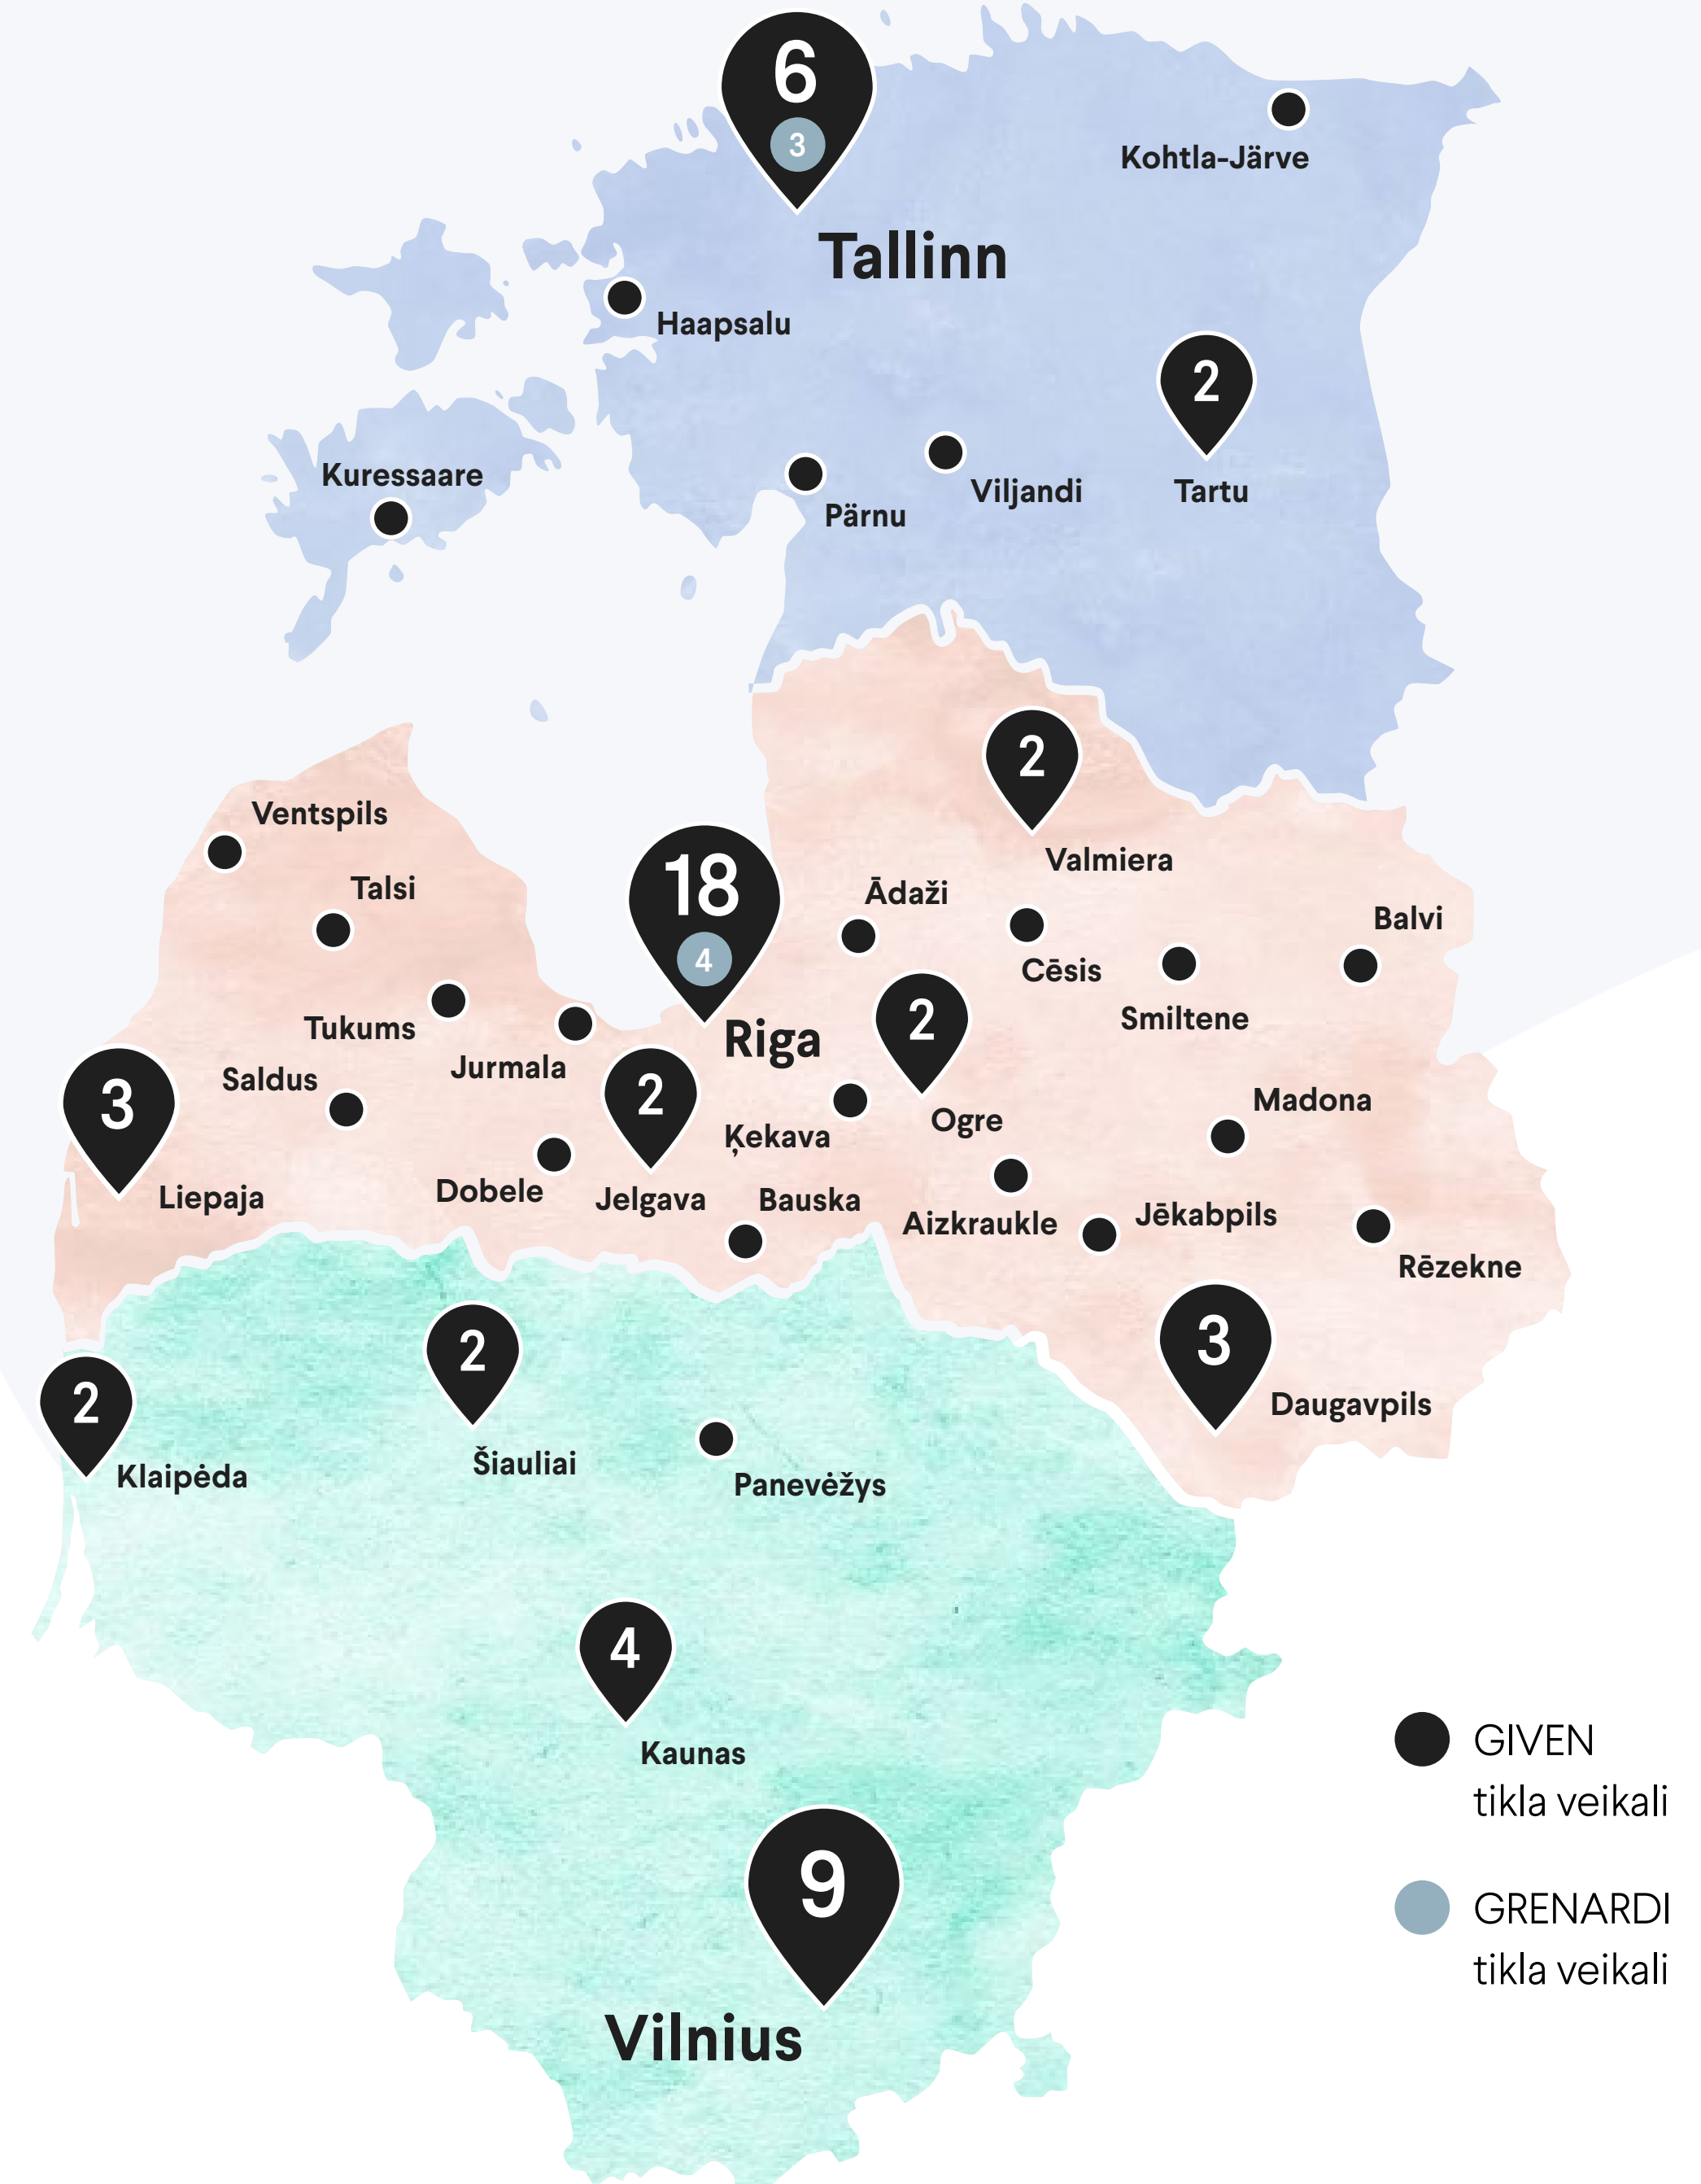 6
3
Kohtla-Järve
Tallinn
Haapsalu
2
Tartu
Kuressaare
Viljandi
Pärnu
2
Valmiera
Ventspils
Talsi
18
4
Riga
Ādaži
Cēsis
Balvi
Smiltene
Tukums
Jurmala
Saldus
2
Ogre
3
Liepaja
2
Jelgava
Ķekava
Madona
Dobele
Bauska
Aizkraukle
Jēkabpils
Rēzekne
3
Daugavpils
2
Klaipėda
2
Šiauliai
Panevėžys
4
Kaunas
9
Vilnius
GIVEN
tikla veikali
GRENARDI
tikla veikali